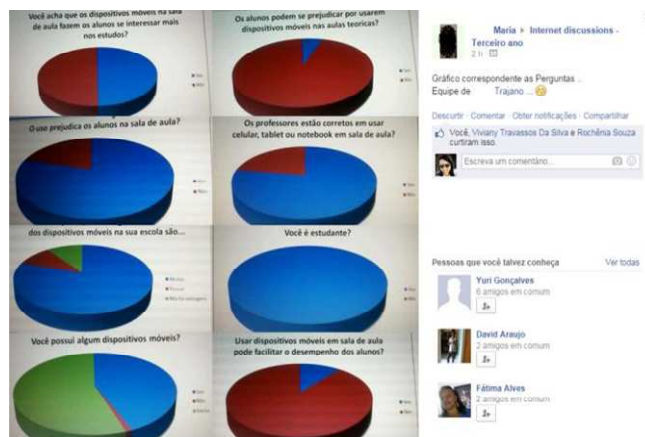 Você acha que os dispositivos móveis na sala
de aula fazem os alunos se interessar mais
nos estudos?
Os alunos podem se prejudicar por usarem
dispositivos móveis nas aulas teoricas?
O uso prejudica os alunos na sala de aula?
Os professores estão corretos em usar
celular, tablet ou notebook em sala de aula?
dos dispositivos móveis na sua escola são...
Você é estudante?
Você possui algum dispositivos móveis?
Usar dispositivos móveis em sala de aula
pode facilitar o desempenho dos alunos?
Maria ▸ Internet discussions -
Terceiro ano
2 h
Gráfico correspondente as Perguntas ..
Equipe de Trajano ...
Descurtir · Comentar · Obter notificações · Compartilhar
Você, Viviany Travassos Da Silva e Rochênia Souza
curtiram isso.
Escreva um comentário...
Pessoas que você talvez conheça Ver todas
Yuri Gonçalves
6 amigos em comum
David Araujo
2 amigos em comum
Fátima Alves
2 amigos em comum